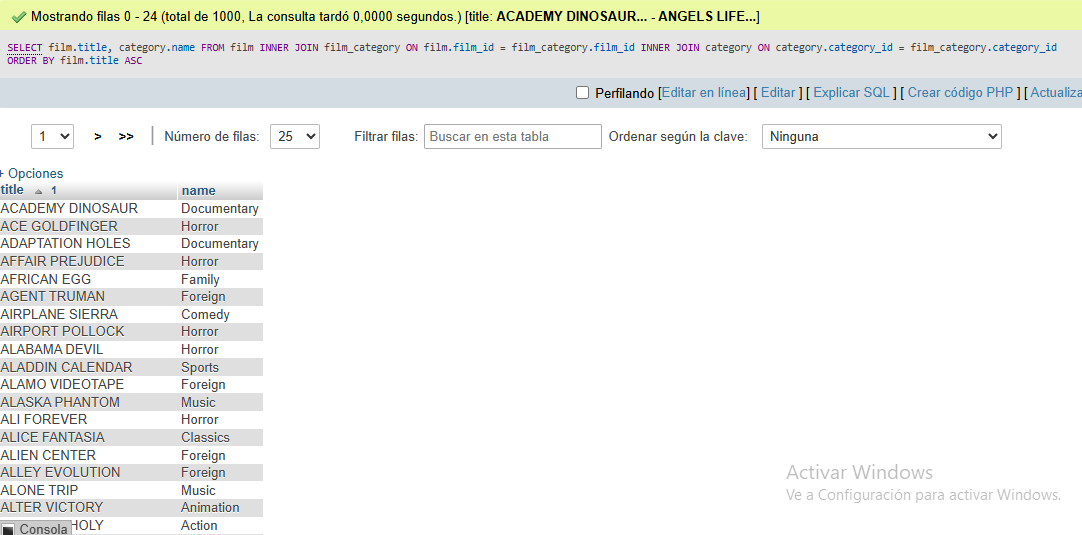 Mostrando filas 0 - 24 (total de 1000, La consulta tardó 0,0000 segundos.) [title: ACADEMY DINOSAUR... - ANGELS LIFE...]
SELECT film.title, category.name FROM film INNER JOIN film_category ON film.film_id = film_category.film_id INNER JOIN category ON category.category_id = film_category.category_id
ORDER BY film.title ASC
Perfilando [Editar en línea] [ Editar ] [ Explicar SQL ] [ Crear código PHP ] [ Actualiza
1 > >> | Número de filas: 25 Filtrar filas: Buscar en esta tabla Ordenar según la clave: Ninguna
+ Opciones
title 1 name
ACADEMY DINOSAUR Documentary
ACE GOLDFINGER Horror
ADAPTATION HOLES Documentary
AFFAIR PREJUDICE Horror
AFRICAN EGG Family
AGENT TRUMAN Foreign
AIRPLANE SIERRA Comedy
AIRPORT POLLOCK Horror
ALABAMA DEVIL Horror
ALADDIN CALENDAR Sports
ALAMO VIDEOTAPE Foreign
ALASKA PHANTOM Music
ALI FOREVER Horror
ALICE FANTASIA Classics
ALIEN CENTER Foreign
ALLEY EVOLUTION Foreign
ALONE TRIP Music
ALTER VICTORY Animation
HOLY Action
Consola
Activar Windows
Ve a Configuración para activar Windows.